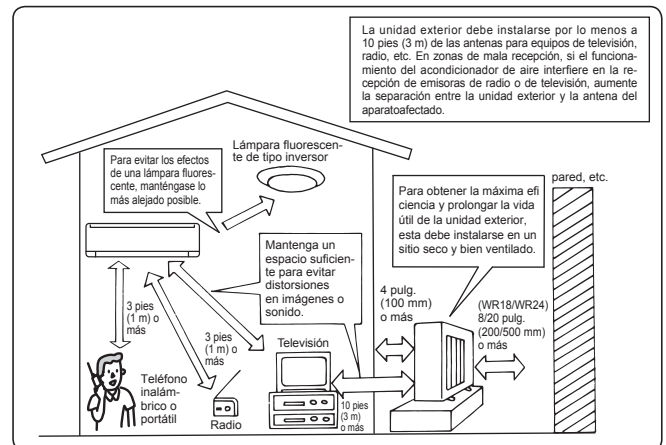 La unidad exterior debe instalarse por lo menos a
10 pies (3 m) de las antenas para equipos de televisión,
radio, etc. En zonas de mala recepción, si el funciona-
miento del acondicionador de aire interfiere en la re-
cepción de emisoras de radio o de televisión, aumente
la separación entre la unidad exterior y la antena del
aparatoafectado.
Lámpara fluorescen-
te de tipo inversor
Para evitar los efectos
de una lámpara fluores-
cente, manténgase lo
más alejado posible.
pared, etc.
Para obtener la máxima efi
ciencia y prolongar la vida
útil de la unidad exterior,
esta debe instalarse en un
sitio seco y bien ventilado.
Mantenga un
espacio suficien-
te para evitar
distorsiones
en imágenes o
sonido.
4 pulg.
(100 mm)
o más
(WR18/WR24)
8/20 pulg.
(200/500 mm)
o más
3 pies
(1 m) o
más
3 pies
(1 m) o
más
Televisión
Teléfono
inalám-
brico o
portátil
Radio
10 pies
(3 m)
o más